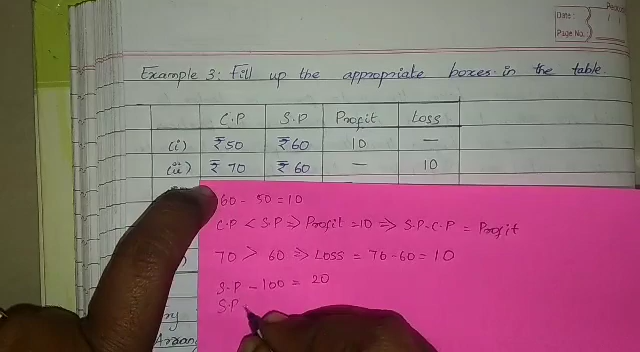 Date:
Page No.
Example 3: Fill up the appropriate boxes in the table.
C.P S.P Profit Loss
(i) ₹50 ₹60 10 —
(ii) ₹ 70 ₹ 60 — 10
60 - 50 = 10
C.P < S.P ⇒ Profit = 10 ⇒ S.P - C.P = Profit
70 > 60 ⇒ Loss = 70 - 60 = 10
S.P - 100 = 20
S.P